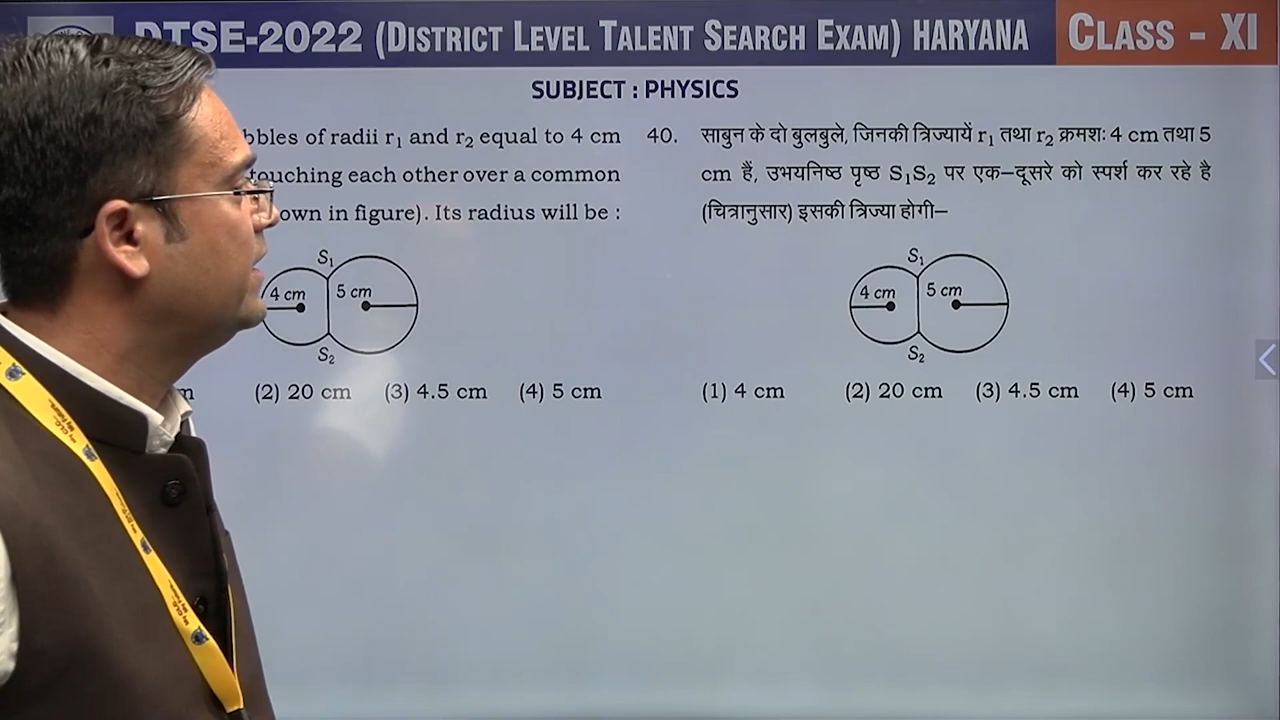 DTSE-2022 (DISTRICT LEVEL TALENT SEARCH EXAM) HARYANA
CLASS - XI
SUBJECT : PHYSICS
bbles of radii r₁ and r₂ equal to 4 cm
touching each other over a common
own in figure). Its radius will be :
S₁
4 cm
5 cm
S₂
(2) 20 cm (3) 4.5 cm (4) 5 cm
40. साबुन के दो बुलबुले, जिनकी त्रिज्यायें r₁ तथा r₂ क्रमशः 4 cm तथा 5
cm हैं, उभयनिष्ठ पृष्ठ S₁S₂ पर एक–दूसरे को स्पर्श कर रहे है
(चित्रानुसार) इसकी त्रिज्या होगी–
S₁
4 cm
5 cm
S₂
(1) 4 cm (2) 20 cm (3) 4.5 cm (4) 5 cm